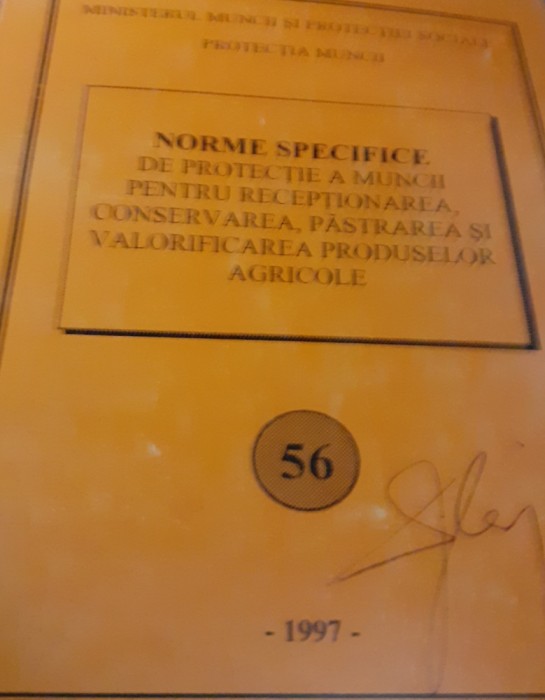 MINISTERUL MUNCII ȘI PROTECȚIEI SOCIALE
PROTECȚIA MUNCII
NORME SPECIFICE
DE PROTECȚIE A MUNCII
PENTRU RECEPȚIONAREA,
CONSERVAREA, PĂSTRAREA ȘI
VALORIFICAREA PRODUSELOR
AGRICOLE
56
- 1997 -